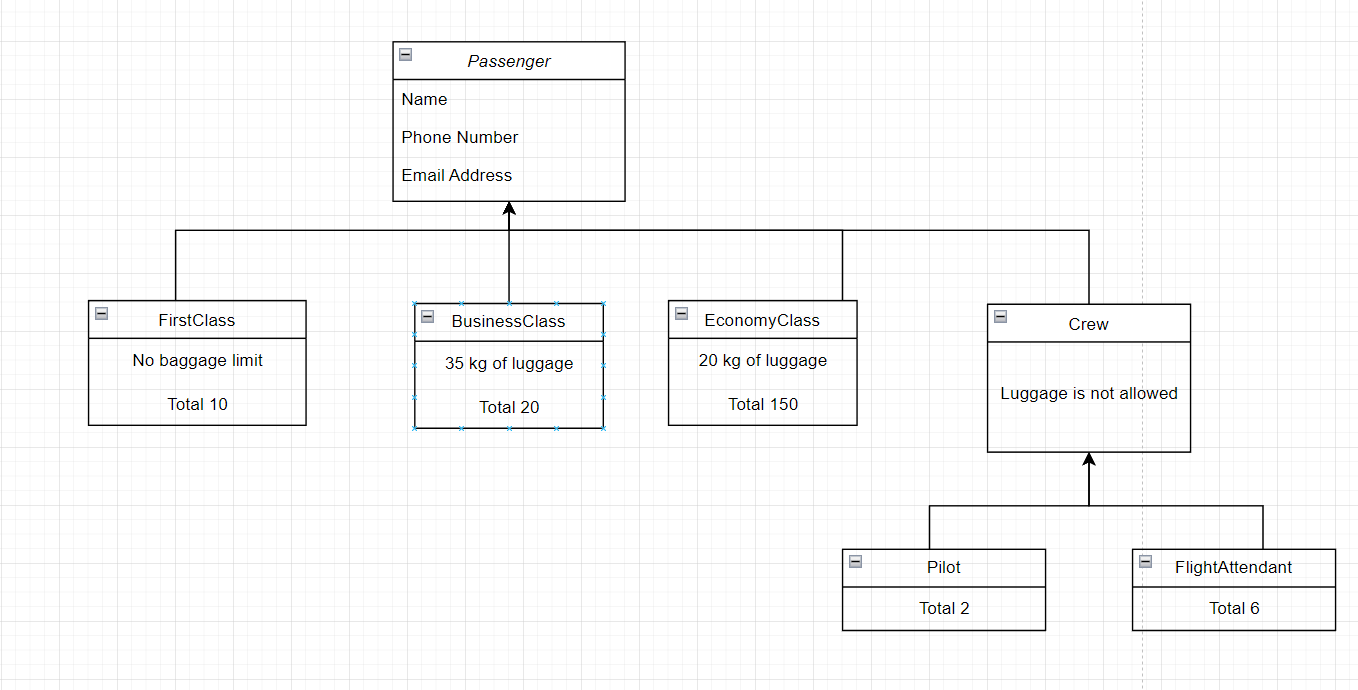 Passenger
Name
Phone Number
Email Address
FirstClass
No baggage limit
Total 10
BusinessClass
35 kg of luggage
Total 20
EconomyClass
20 kg of luggage
Total 150
Crew
Luggage is not allowed
Pilot
Total 2
FlightAttendant
Total 6